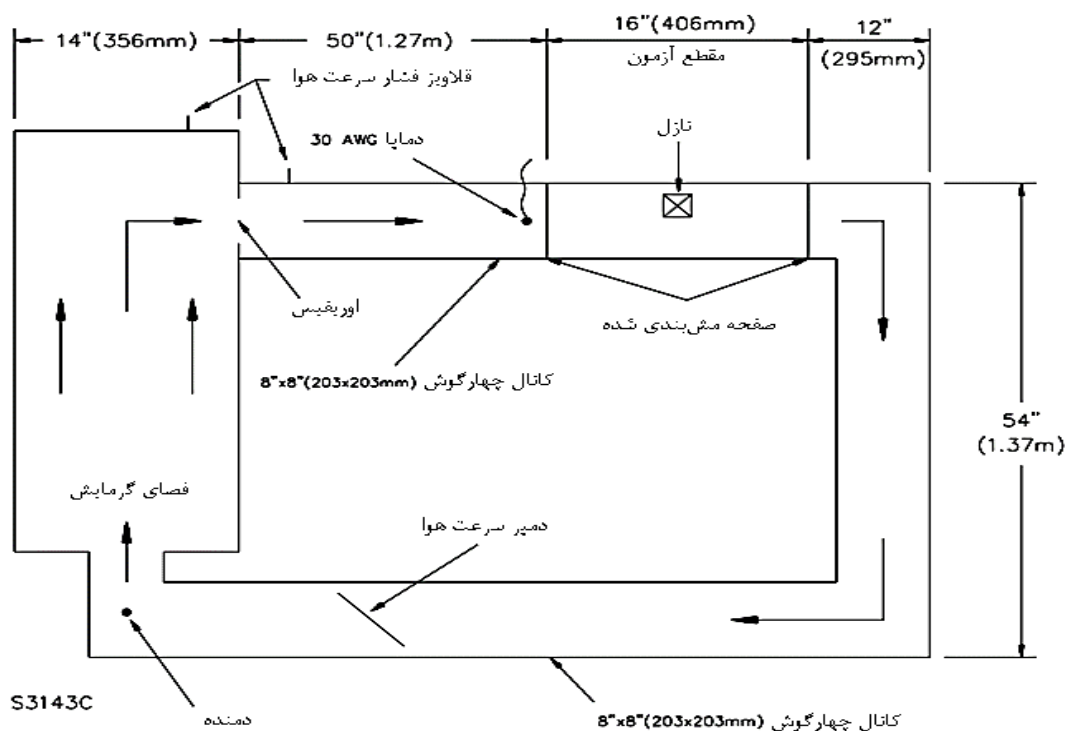 14"(356mm)
50"(1.27m)
16"(406mm)
12"
(295mm)
مقطع آزمون
قلاویز فشار سرعت هوا
نازل
دماپا 30 AWG
اوریفیس
صفحه مش‌بندی شده
کانال چهارگوش 8"x8"(203x203mm)
54"
(1.37m)
فضای گرمایش
دمپر سرعت هوا
S3143C
دمنده
کانال چهارگوش 8"x8"(203x203mm)